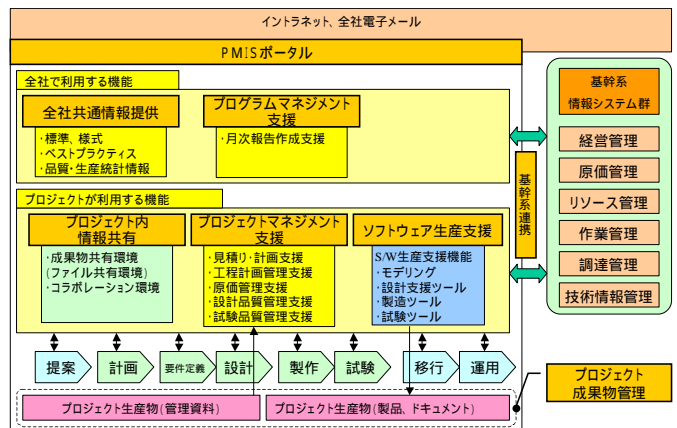 イントラネット、全社電子メール
PMISポータル
全社で利用する機能
全社共通情報提供
・標準、様式
・ベストプラクティス
・品質・生産統計情報
プログラムマネジメント
支援
・月次報告作成支援
プロジェクトが利用する機能
プロジェクト内
情報共有
・成果物共有環境
(ファイル共有環境)
・コラボレーション環境
プロジェクトマネジメント
支援
・見積り・計画支援
・工程計画管理支援
・原価管理支援
・設計品質管理支援
・試験品質管理支援
ソフトウェア生産支援
S/W生産支援機能
・モデリング
・設計支援ツール
・製造ツール
・試験ツール
基幹系連携
基幹系
情報システム群
経営管理
原価管理
リソース管理
作業管理
調達管理
技術情報管理
提案
計画
要件定義
設計
製作
試験
移行
運用
プロジェクト生産物(管理資料)
プロジェクト生産物(製品、ドキュメント)
プロジェクト
成果物管理